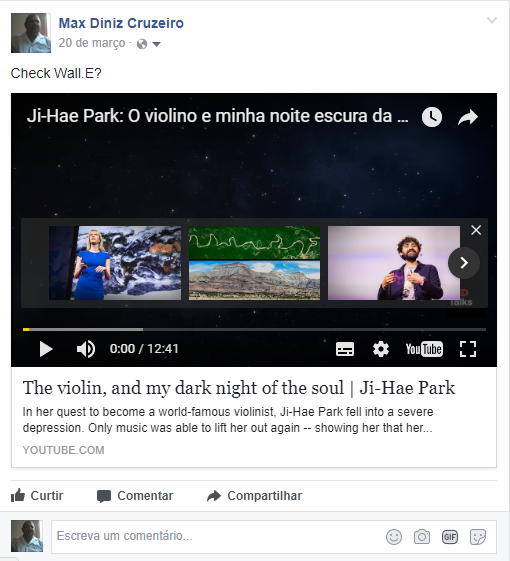 Max Diniz Cruzeiro
20 de março ·
Check Wall.E?
Ji-Hae Park: O violino e minha noite escura da ...
Talks
0:00 / 12:41
YouTube
The violin, and my dark night of the soul | Ji-Hae Park
In her quest to become a world-famous violinist, Ji-Hae Park fell into a severe
depression. Only music was able to lift her out again -- showing her that her...
YOUTUBE.COM
Curtir Comentar Compartilhar
Escreva um comentário...
GIF